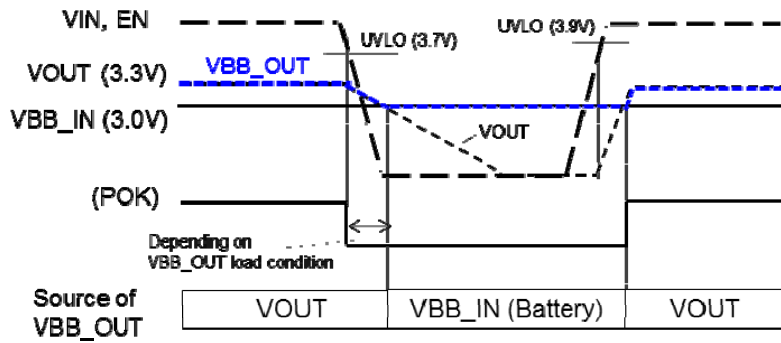 VIN, EN
UVLO (3.7V)
UVLO (3.9V)
VOUT (3.3V)
VBB_OUT
VBB_IN (3.0V)
VOUT
(POK)
Depending on
VBB_OUT load condition
Source of
VBB_OUT
VOUT
VBB_IN (Battery)
VOUT